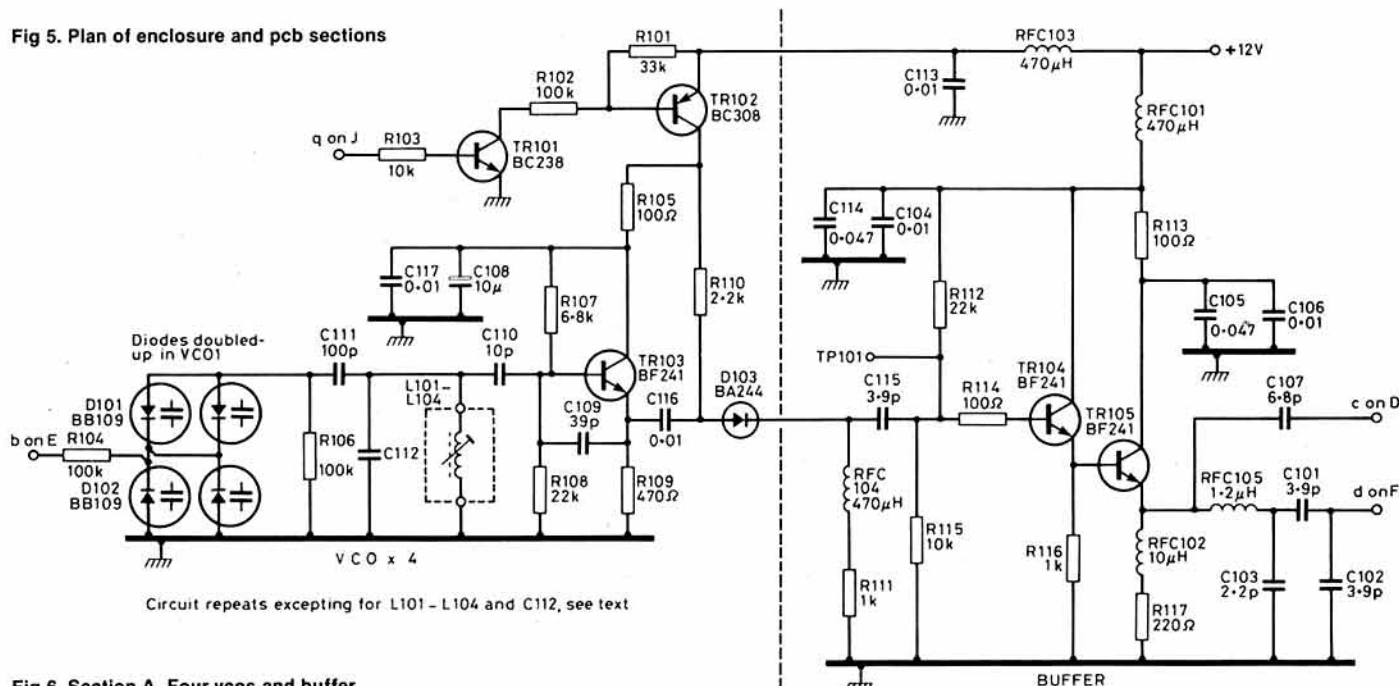 Fig 5. Plan of enclosure and pcb sections
R101
33k
RFC103
470μH
+12V
C113
0·01
R102
100k
TR102
BC308
RFC101
470μH
q on J
R103
10k
TR101
BC238
R105
100Ω
C114
0·047
C104
0·01
R113
100Ω
C117
0·01
C108
10μ
R107
6·8k
R110
2·2k
R112
22k
C105
0·047
C106
0·01
Diodes doubled-
up in VCO1
C111
100p
C110
10p
TR103
BF241
D103
BA244
TP101
C115
3·9p
R114
100Ω
TR104
BF241
TR105
BF241
C107
6·8p
c on D
D101
BB109
L101–
L104
C109
39p
C116
0·01
b on E
R104
100k
R106
100k
C112
RFC
104
470μH
RFC105
1·2μH
C101
3·9p
d on F
D102
BB109
R108
22k
R109
470Ω
R115
10k
R116
1k
RFC102
10μH
C103
2·2p
C102
3·9p
VCO x 4
R111
1k
R117
220Ω
Circuit repeats excepting for L101 – L104 and C112, see text
BUFFER
Fig 6. Section A. Four vcos and buffer